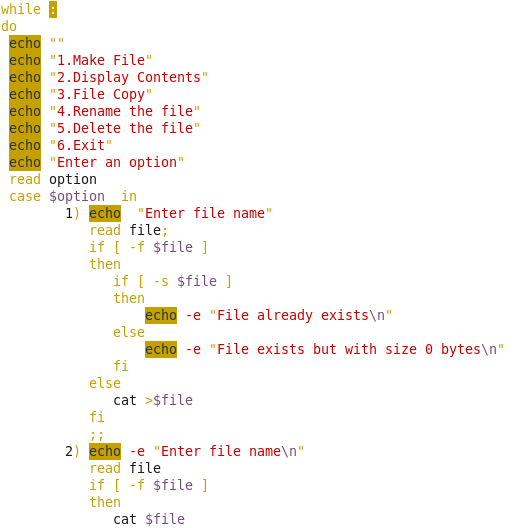 while :
do
 echo ""
 echo "1.Make File"
 echo "2.Display Contents"
 echo "3.File Copy"
 echo "4.Rename the file"
 echo "5.Delete the file"
 echo "6.Exit"
 echo "Enter an option"
 read option
 case $option  in
        1) echo  "Enter file name"
           read file;
           if [ -f $file ]
           then
              if [ -s $file ]
              then
                  echo -e "File already exists\n"
              else
                  echo -e "File exists but with size 0 bytes\n"
              fi
           else
              cat >$file
           fi
           ;;
        2) echo -e "Enter file name\n"
           read file
           if [ -f $file ]
           then
              cat $file